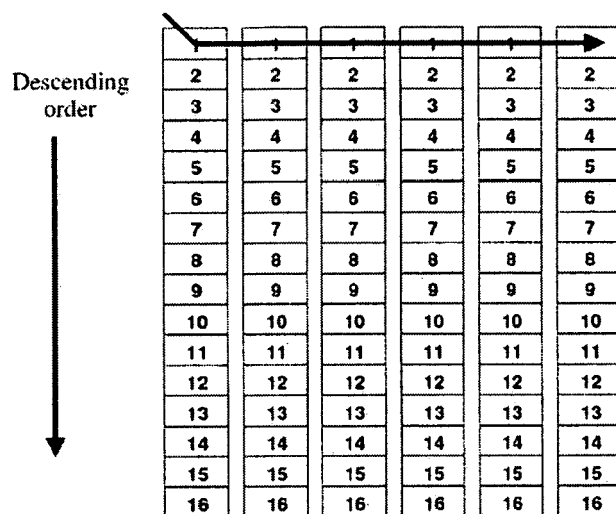 1 1 1 1 1 1
2 2 2 2 2 2
Descending
3 3 3 3 3 3
order
4 4 4 4 4 4
5 5 5 5 5 5
6 6 6 6 6 6
7 7 7 7 7 7
8 8 8 8 8 8
9 9 9 9 9 9
10 10 10 10 10 10
11 11 11 11 11 11
12 12 12 12 12 12
13 13 13 13 13 13
14 14 14 14 14 14
15 15 15 15 15 15
16 16 16 16 16 16